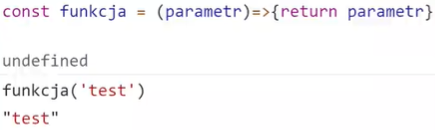 const funkcja = (parametr)=>{return parametr}
undefined
funkcja('test')
"test"